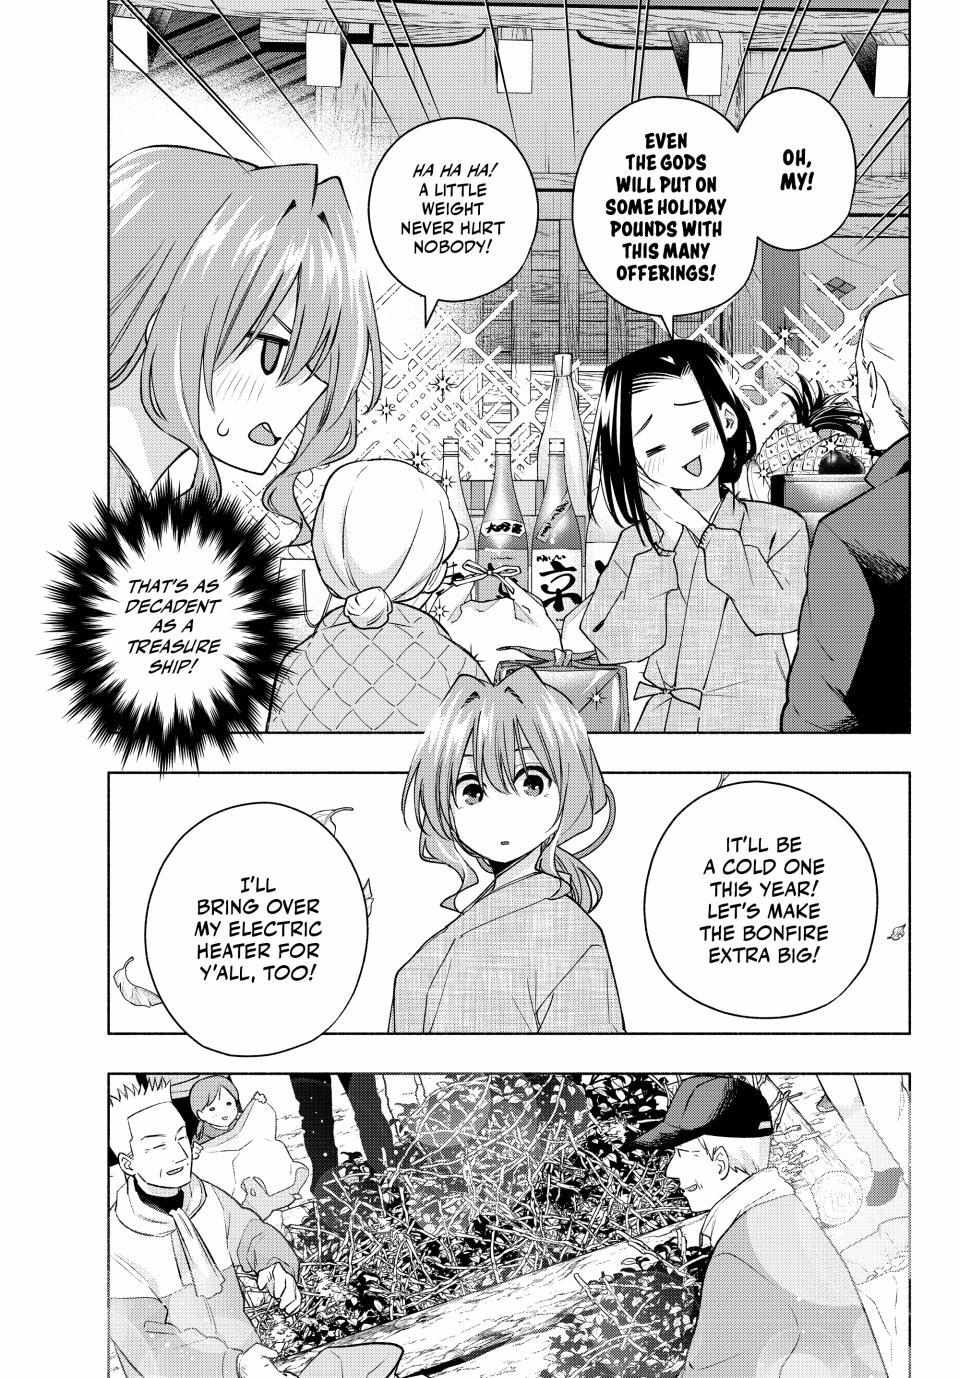 OH,
MY!
EVEN
THE GODS
WILL PUT ON
SOME HOLIDAY
POUNDS WITH
THIS MANY
OFFERINGS!
HA HA HA!
A LITTLE
WEIGHT
NEVER HURT
NOBODY!
THAT'S AS
DECADENT
AS A
TREASURE
SHIP!
IT'LL BE
A COLD ONE
THIS YEAR!
LET'S MAKE
THE BONFIRE
EXTRA BIG!
I'LL
BRING OVER
MY ELECTRIC
HEATER FOR
Y'ALL, TOO!